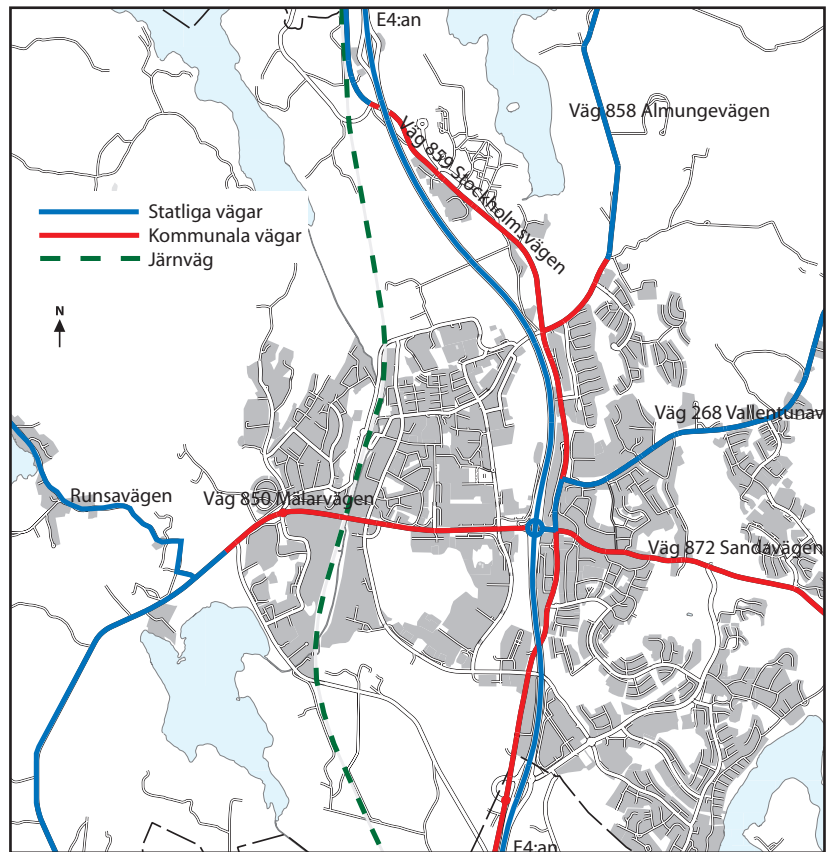 E4:an
Väg 858 Almungevägen
Väg 859 Stockholmsvägen
Statliga vägar
Kommunala vägar
Järnväg
N
Väg 268 Vallentunav
Runsavägen
Väg 850 Mälarvägen
Väg 872 Sandavägen
E4:an